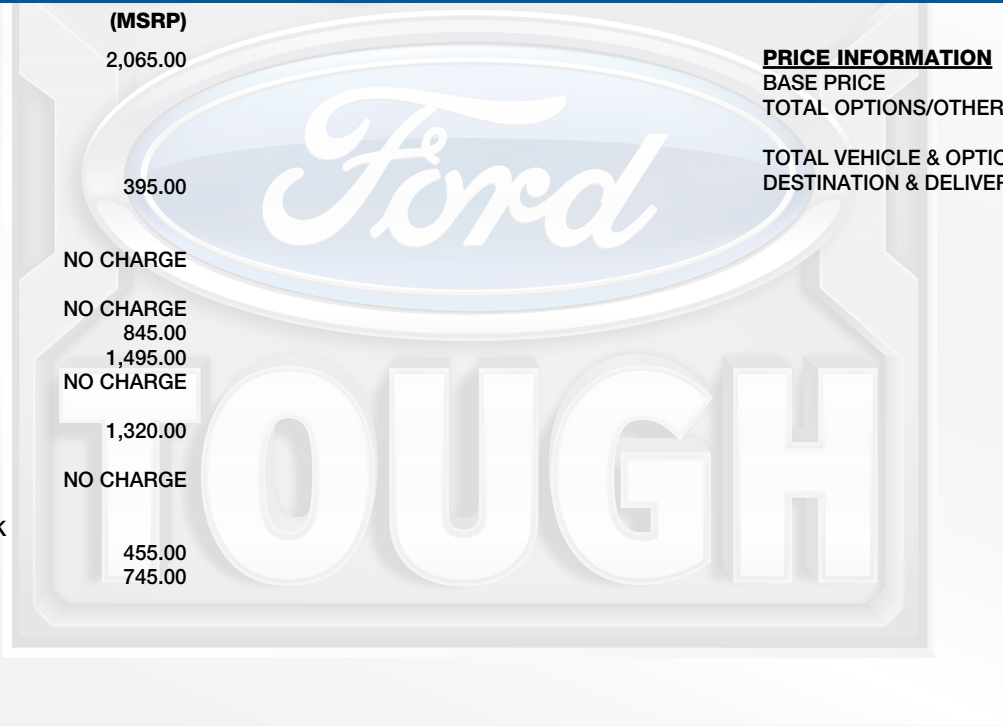 (MSRP)
2,065.00
395.00
NO CHARGE
NO CHARGE
845.00
1,495.00
NO CHARGE
1,320.00
NO CHARGE
K
455.00
745.00
PRICE INFORMATION
BASE PRICE
TOTAL OPTIONS/OTHER
TOTAL VEHICLE & OPTIO
DESTINATION & DELIVER
Ford
TOUGH